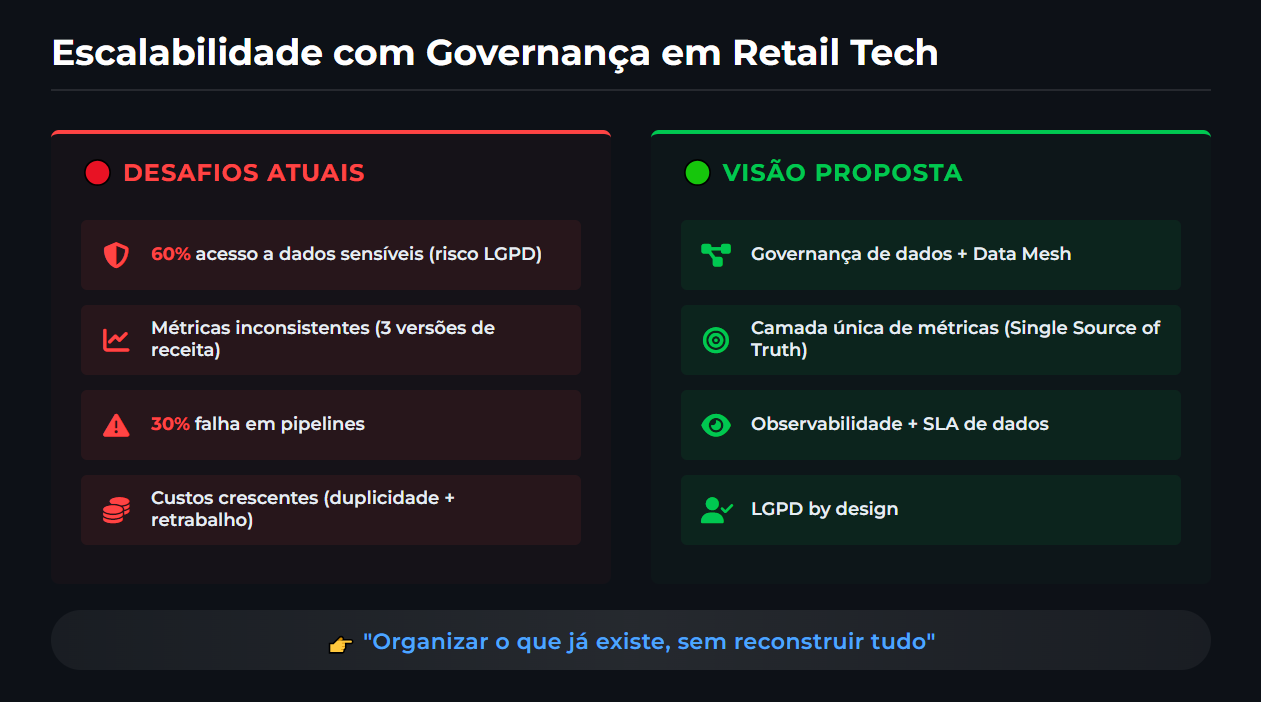 Escalabilidade com Governança em Retail Tech
DESAFIOS ATUAIS
60% acesso a dados sensíveis (risco LGPD)
Métricas inconsistentes (3 versões de
receita)
30% falha em pipelines
Custos crescentes (duplicidade +
retrabalho)
VISÃO PROPOSTA
Governança de dados + Data Mesh
Camada única de métricas (Single Source of
Truth)
Observabilidade + SLA de dados
LGPD by design
👉 "Organizar o que já existe, sem reconstruir tudo"